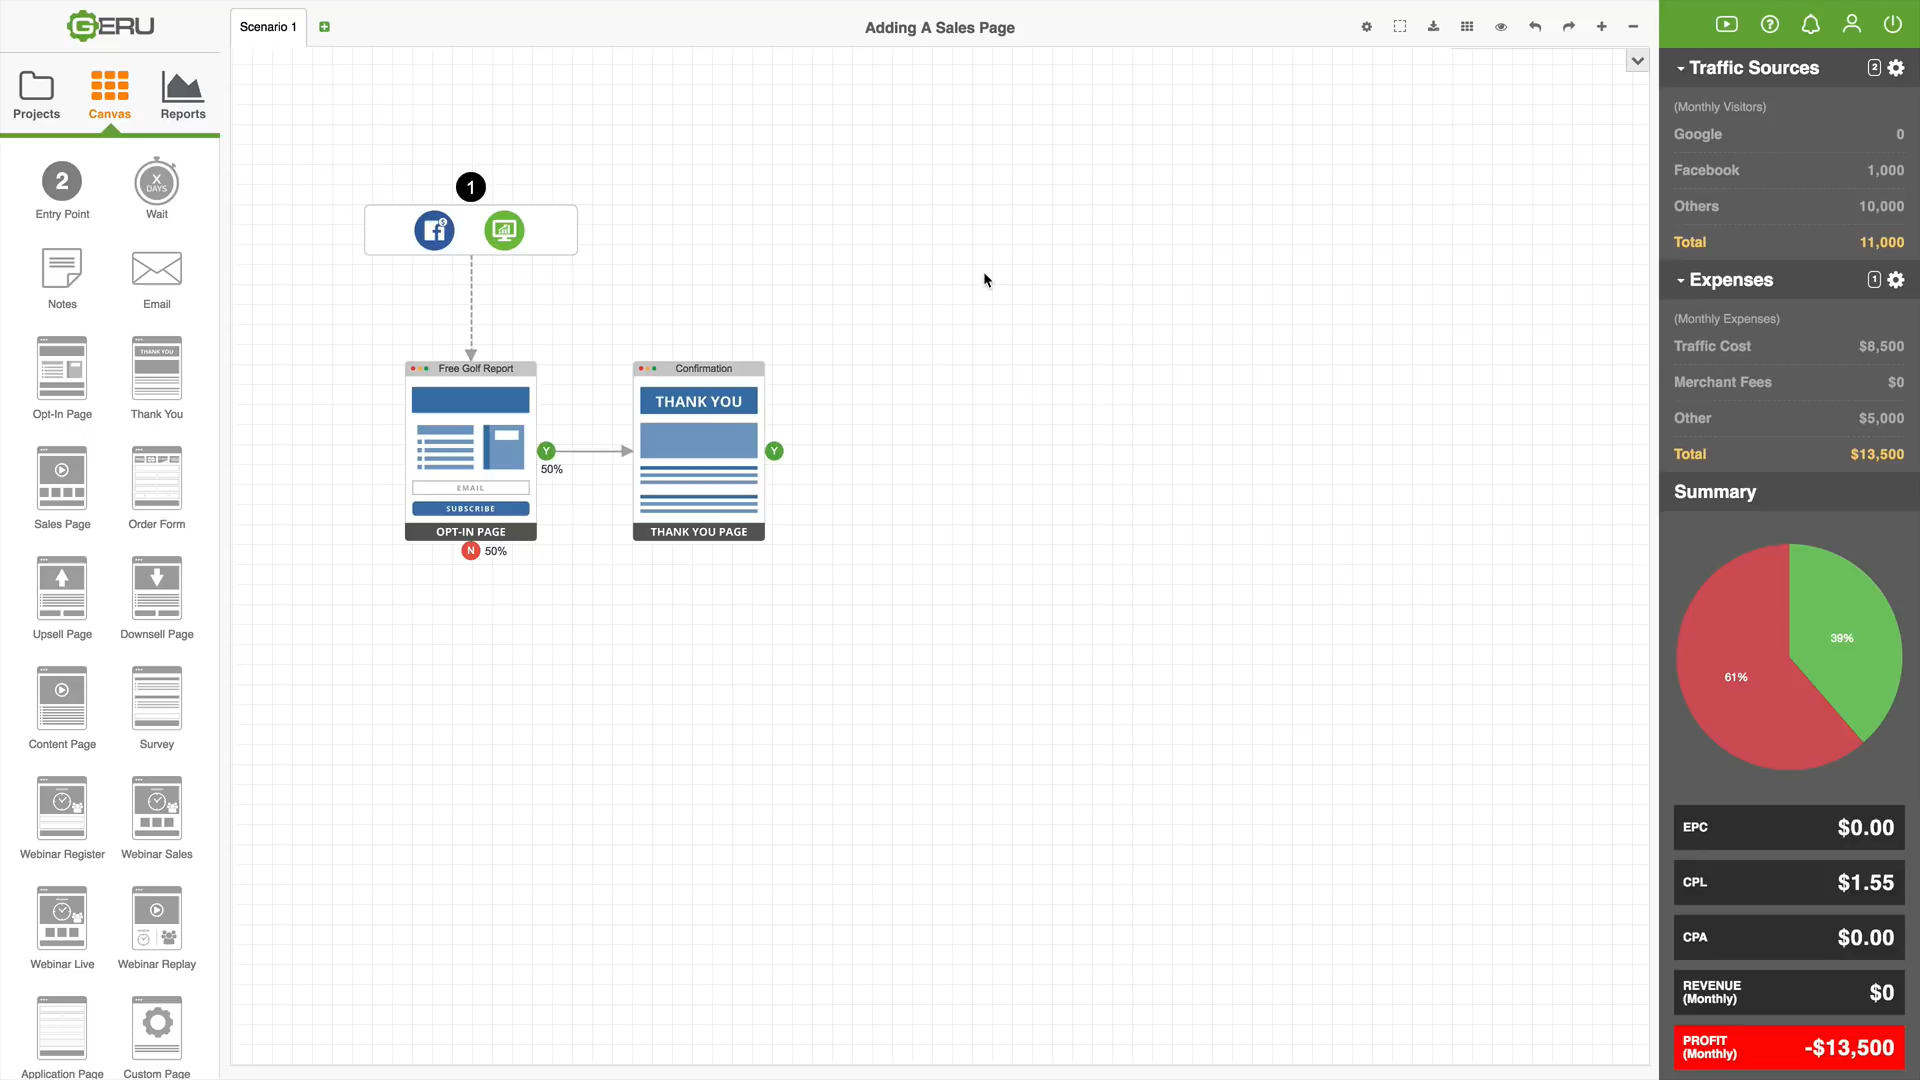 GERU
Scenario 1
Adding A Sales Page
Projects
Canvas
Reports
2
Entry Point
X
DAYS
Wait
Notes
Email
Opt-In Page
THANK YOU
Thank You
Sales Page
Order Form
Upsell Page
Downsell Page
Content Page
Survey
Webinar Register
Webinar Sales
Webinar Live
Webinar Replay
Application Page
Custom Page
1
Free Golf Report
EMAIL
SUBSCRIBE
OPT-IN PAGE
Y
50%
N
50%
Confirmation
THANK YOU
THANK YOU PAGE
Y
Traffic Sources
2
(Monthly Visitors)
Google 0
Facebook 1,000
Others 10,000
Total 11,000
Expenses
1
(Monthly Expenses)
Traffic Cost $8,500
Merchant Fees $0
Other $5,000
Total $13,500
Summary
39%
61%
EPC $0.00
CPL $1.55
CPA $0.00
REVENUE
(Monthly) $0
PROFIT
(Monthly) -$13,500